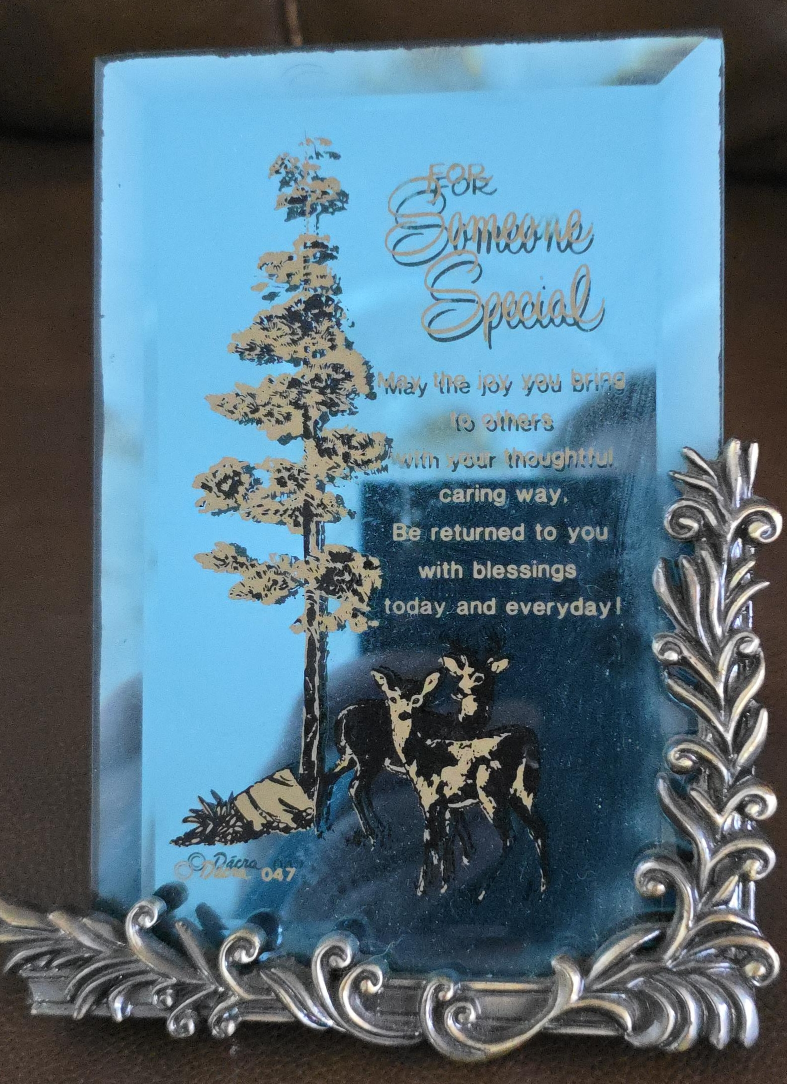 FOR
Someone
Special
May the joy you bring
to others
with your thoughtful
caring way,
Be returned to you
with blessings
today and everyday!
© Dácra 047